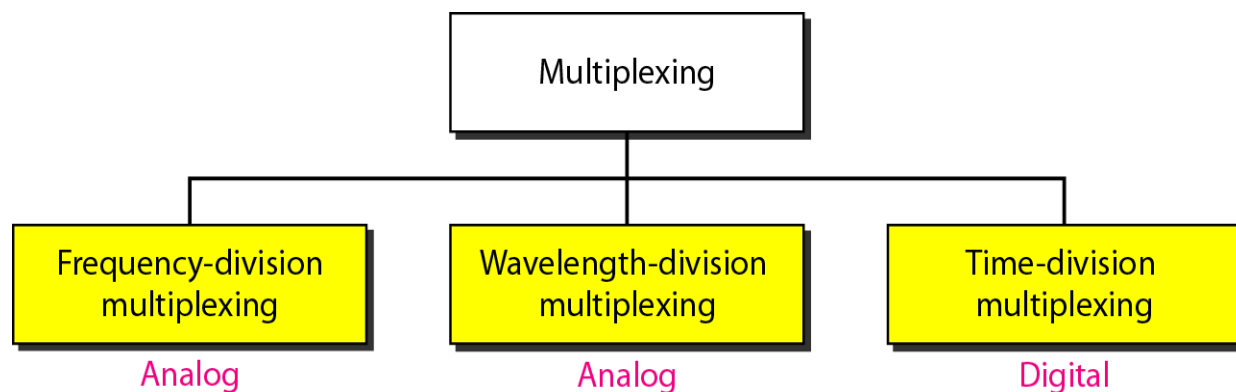 Multiplexing
Frequency-division
multiplexing
Wavelength-division
multiplexing
Time-division
multiplexing
Analog
Analog
Digital